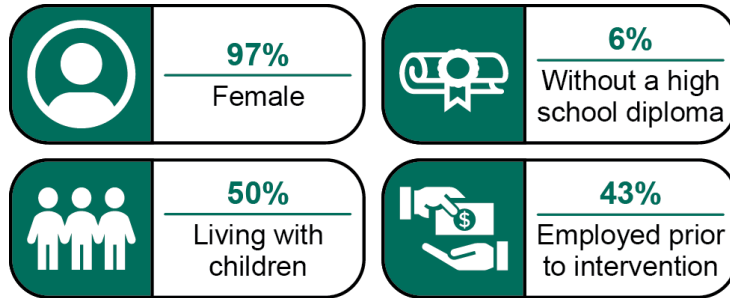 97%
Female
6%
Without a high
school diploma
50%
Living with
children
$
43%
Employed prior
to intervention